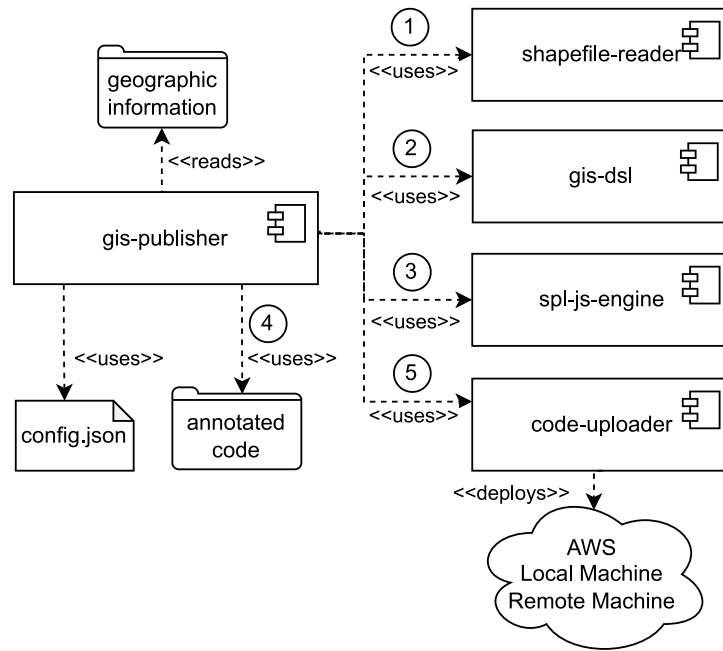 1
<<uses>>
shapefile-reader
geographic
information
<<reads>>
2
<<uses>>
gis-dsl
gis-publisher
3
<<uses>>
spl-js-engine
4
<<uses>>
<<uses>>
5
<<uses>>
config.json
annotated
code
code-uploader
<<deploys>>
AWS
Local Machine
Remote Machine